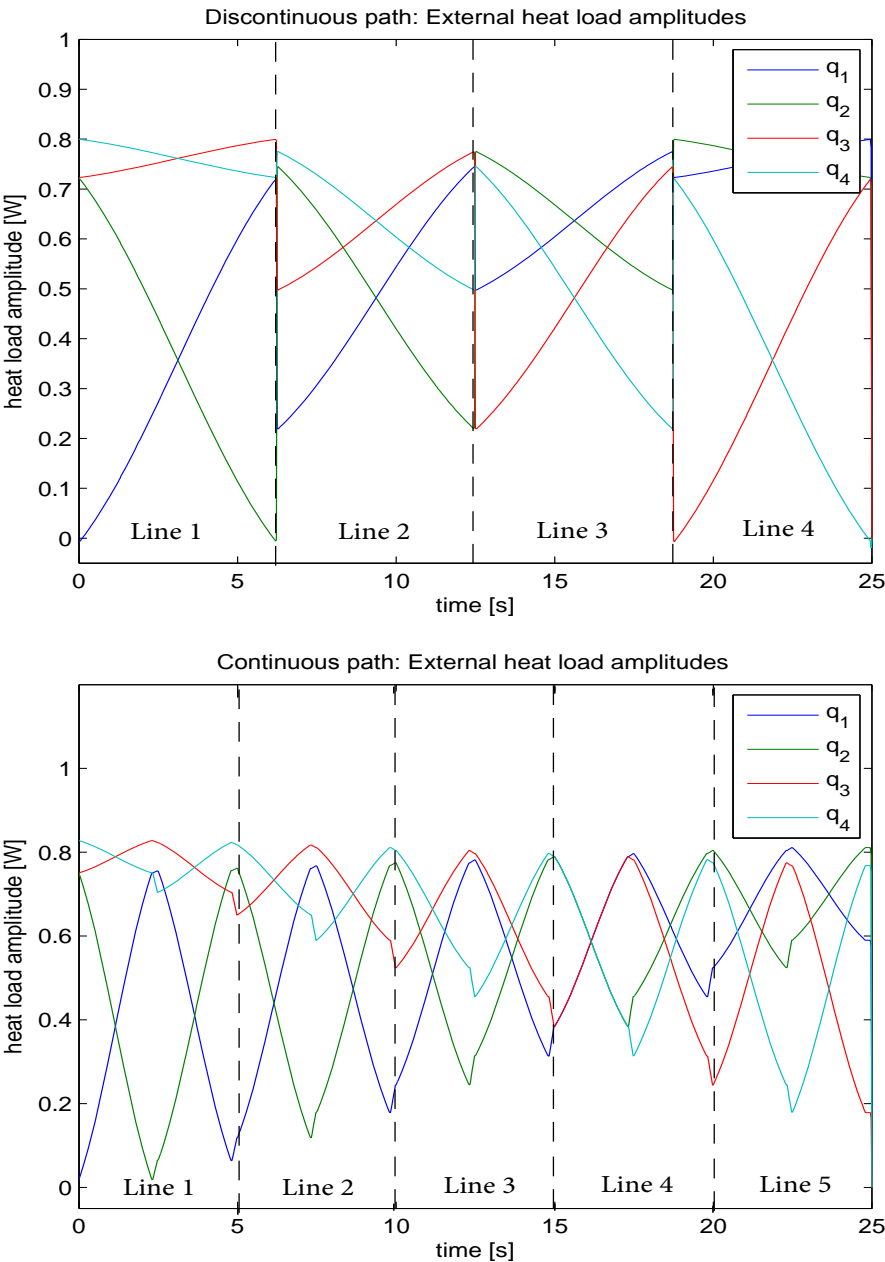 Discontinuous path: External heat load amplitudes
1
0.9
0.8
0.7
0.6
0.5
0.4
0.3
0.2
0.1
0
heat load amplitude [W]
q1
q2
q3
q4
Line 1
Line 2
Line 3
Line 4
0
5
10
15
20
25
time [s]
Continuous path: External heat load amplitudes
1
0.8
0.6
0.4
0.2
0
heat load amplitude [W]
q1
q2
q3
q4
Line 1
Line 2
Line 3
Line 4
Line 5
0
5
10
15
20
25
time [s]